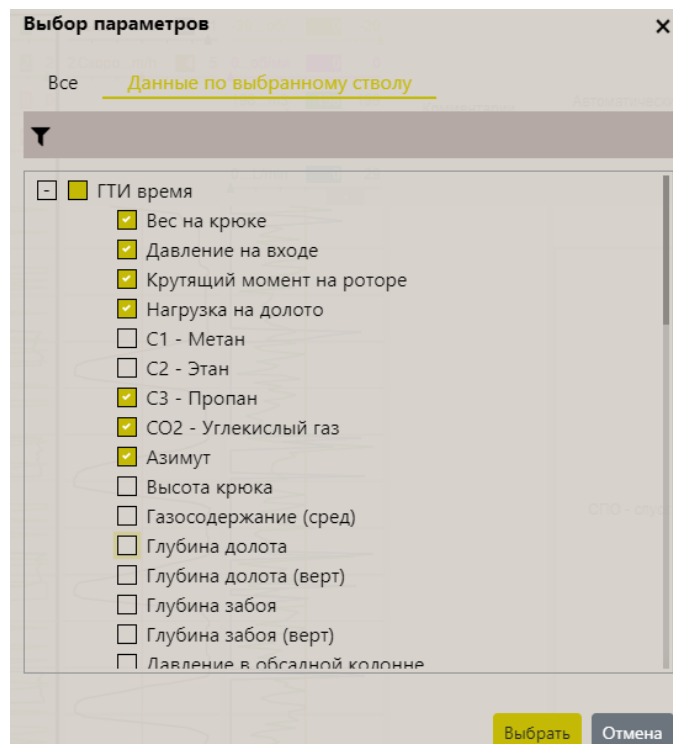 Выбор параметров
Все Данные по выбранному стволу
ГТИ время
Вес на крюке
Давление на входе
Крутящий момент на роторе
Нагрузка на долото
С1 - Метан
С2 - Этан
С3 - Пропан
СО2 - Углекислый газ
Азимут
Высота крюка
Газосодержание (сред)
Глубина долота
Глубина долота (верт)
Глубина забоя
Глубина забоя (верт)
Давление в обсадной колонне
Выбрать Отмена